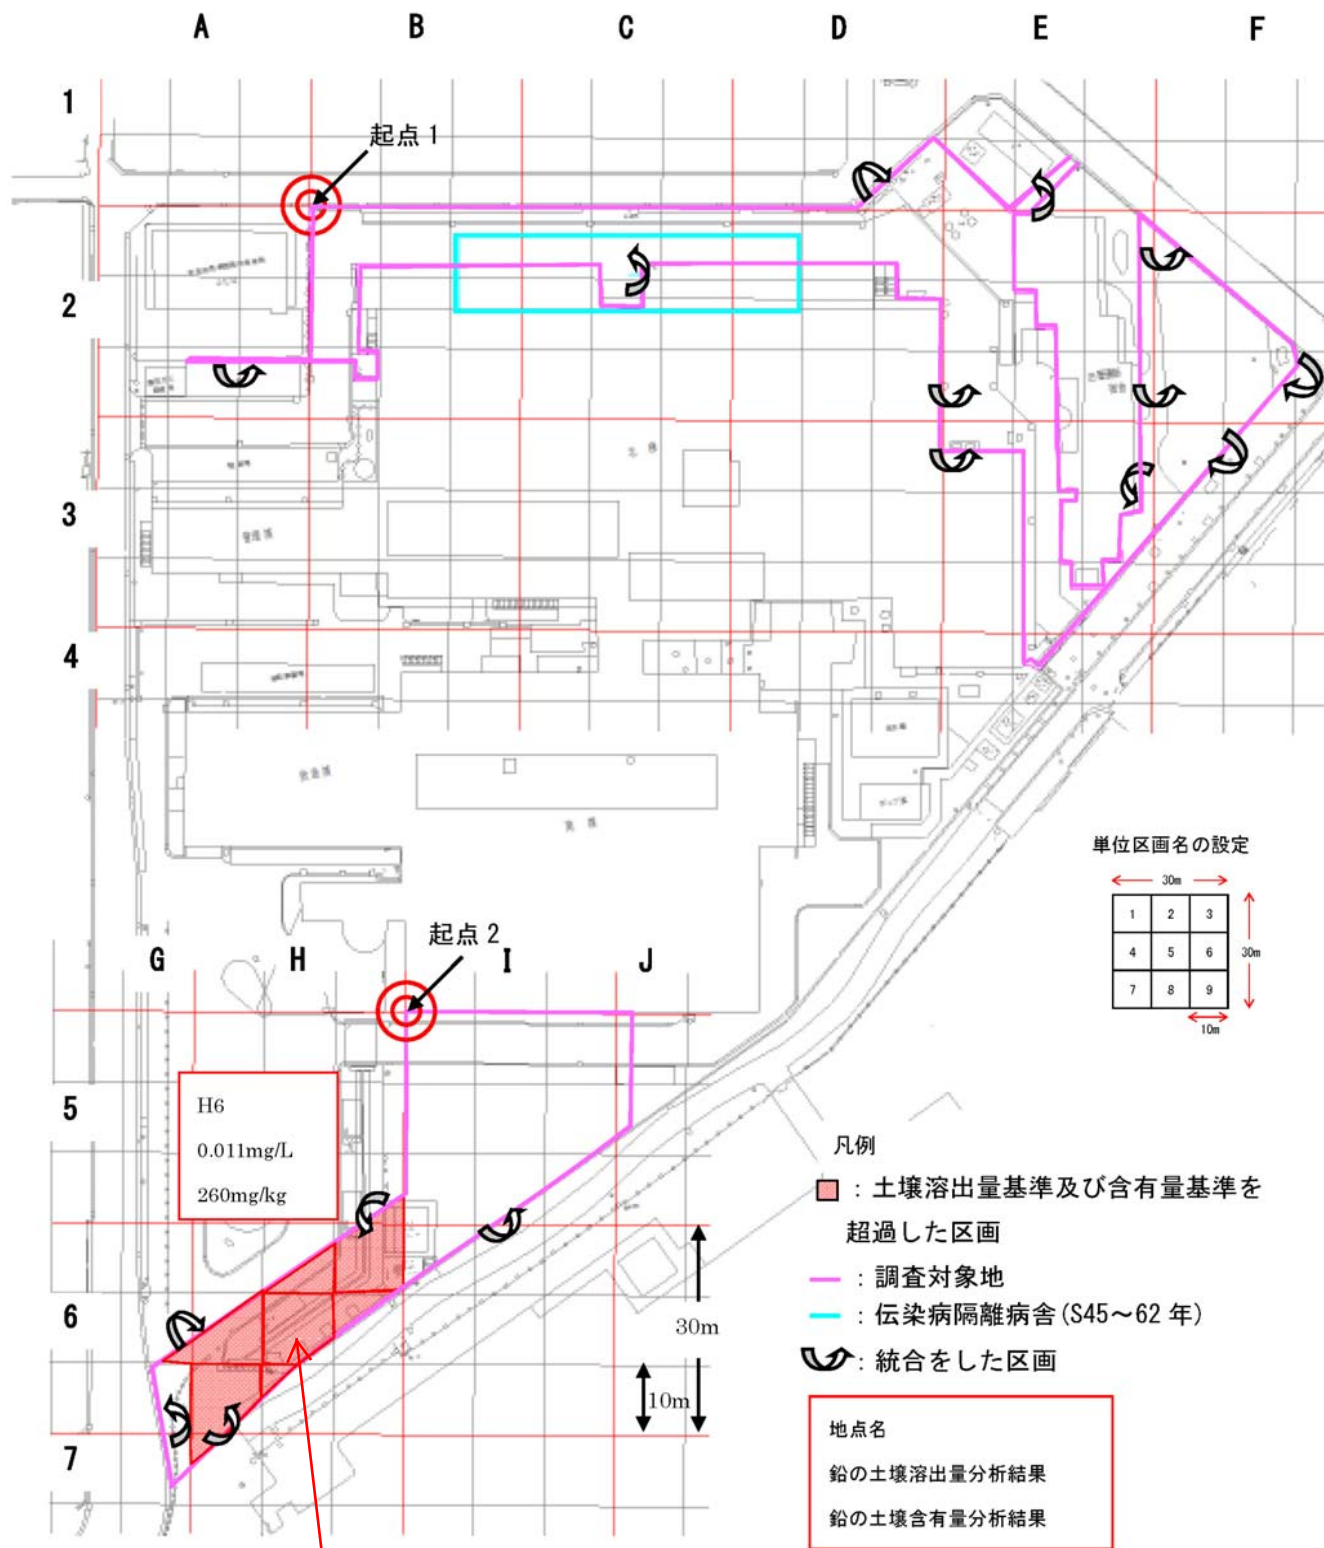 A B C D E F
1
起点 1
2
3
4
単位区画名の設定
30m
1 2 3
4 5 6
7 8 9
30m
10m
起点 2
G H I J
5
H6
0.011mg/L
260mg/kg
凡例
：土壌溶出量基準及び含有量基準を
超過した区画
：調査対象地
：伝染病隔離病舎(S45～62 年)
：統合をした区画
6
30m
10m
7
地点名
鉛の土壌溶出量分析結果
鉛の土壌含有量分析結果